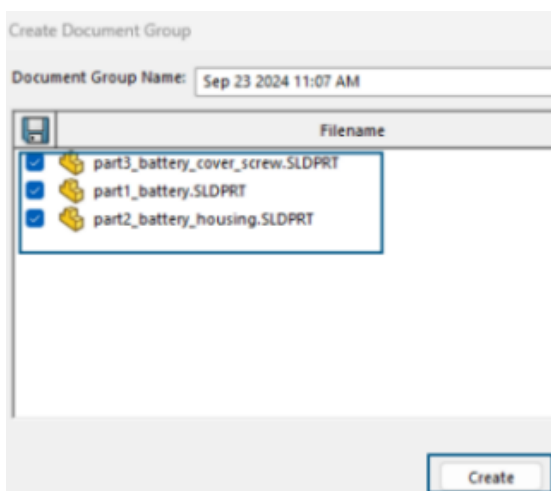 Create Document Group
Document Group Name: Sep 23 2024 11:07 AM
Filename
part3_battery_cover_screw.SLDPRT
part1_battery.SLDPRT
part2_battery_housing.SLDPRT
Create